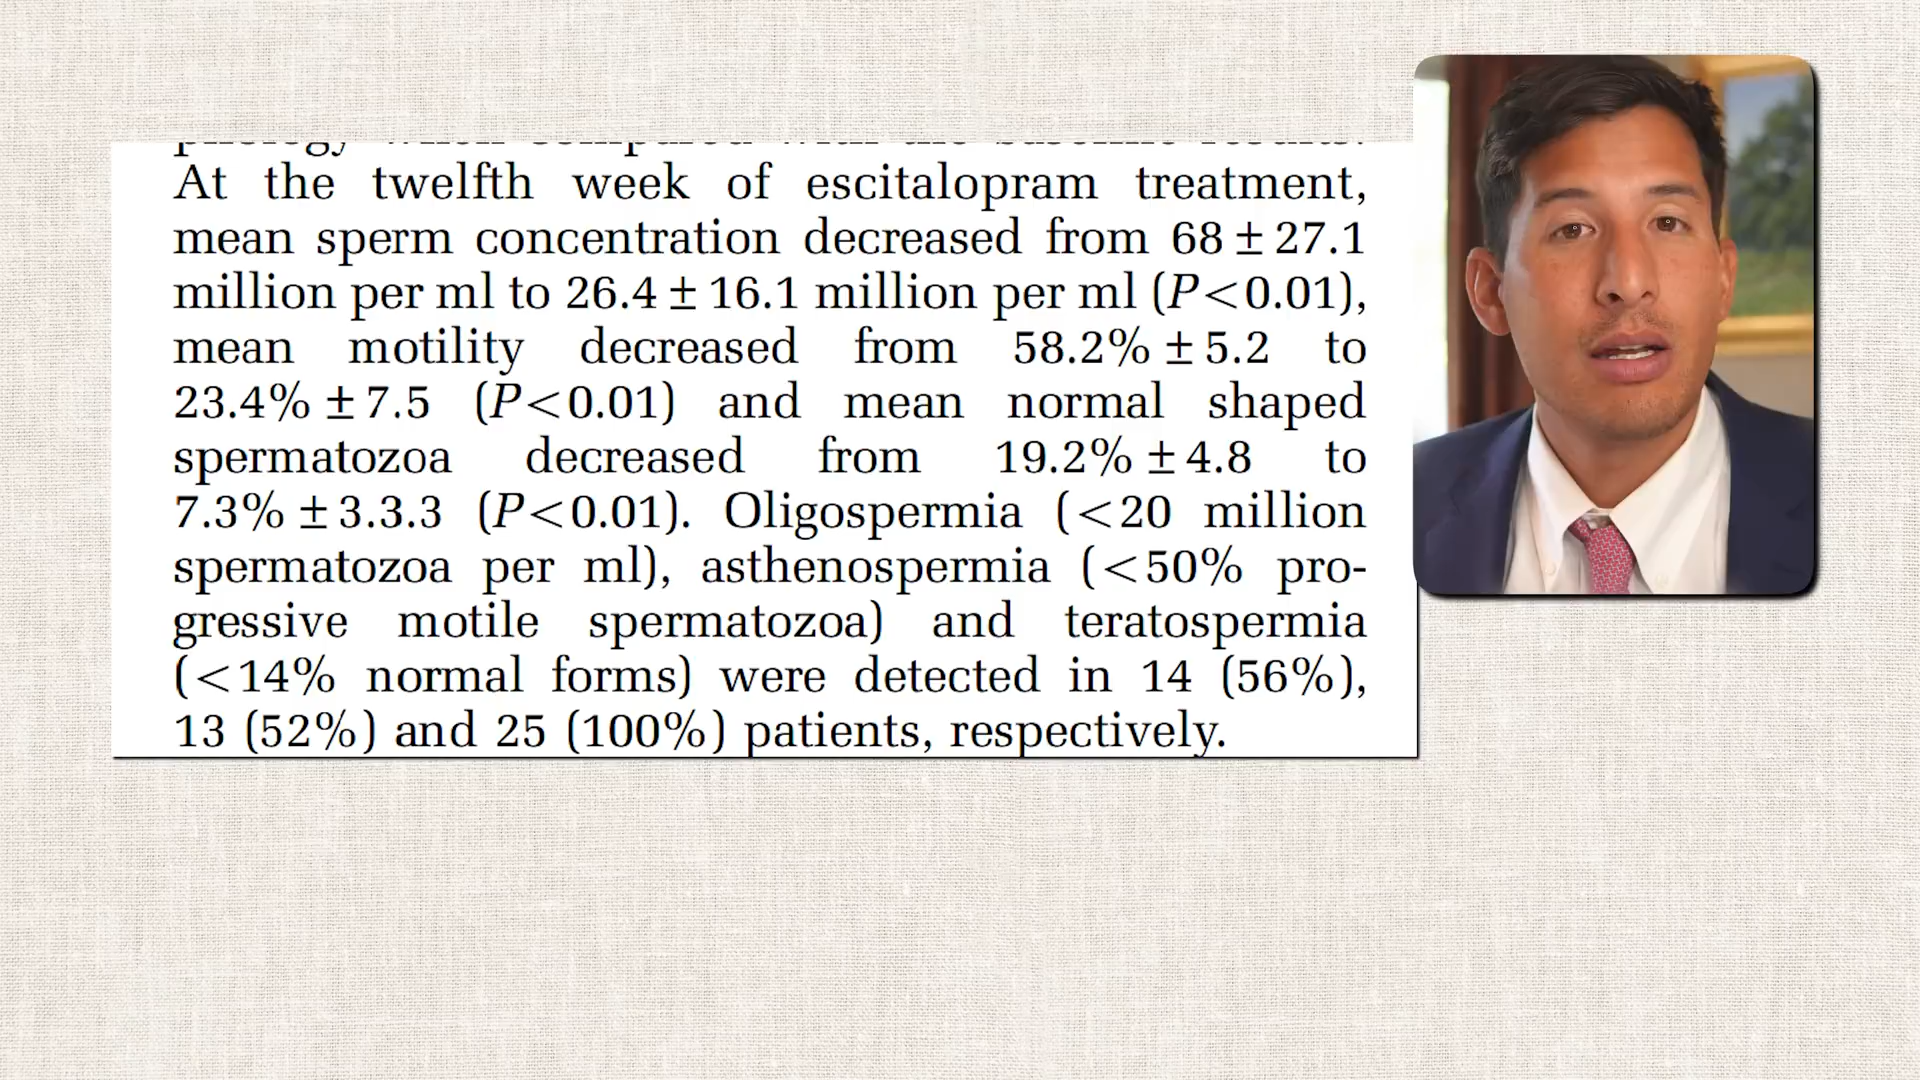 At the twelfth week of escitalopram treatment,
mean sperm concentration decreased from 68 ± 27.1
million per ml to 26.4 ± 16.1 million per ml (P<0.01),
mean motility decreased from 58.2% ± 5.2 to
23.4% ± 7.5 (P<0.01) and mean normal shaped
spermatozoa decreased from 19.2% ± 4.8 to
7.3% ± 3.3.3 (P<0.01). Oligospermia (<20 million
spermatozoa per ml), asthenospermia (<50% pro-
gressive motile spermatozoa) and teratospermia
(<14% normal forms) were detected in 14 (56%),
13 (52%) and 25 (100%) patients, respectively.